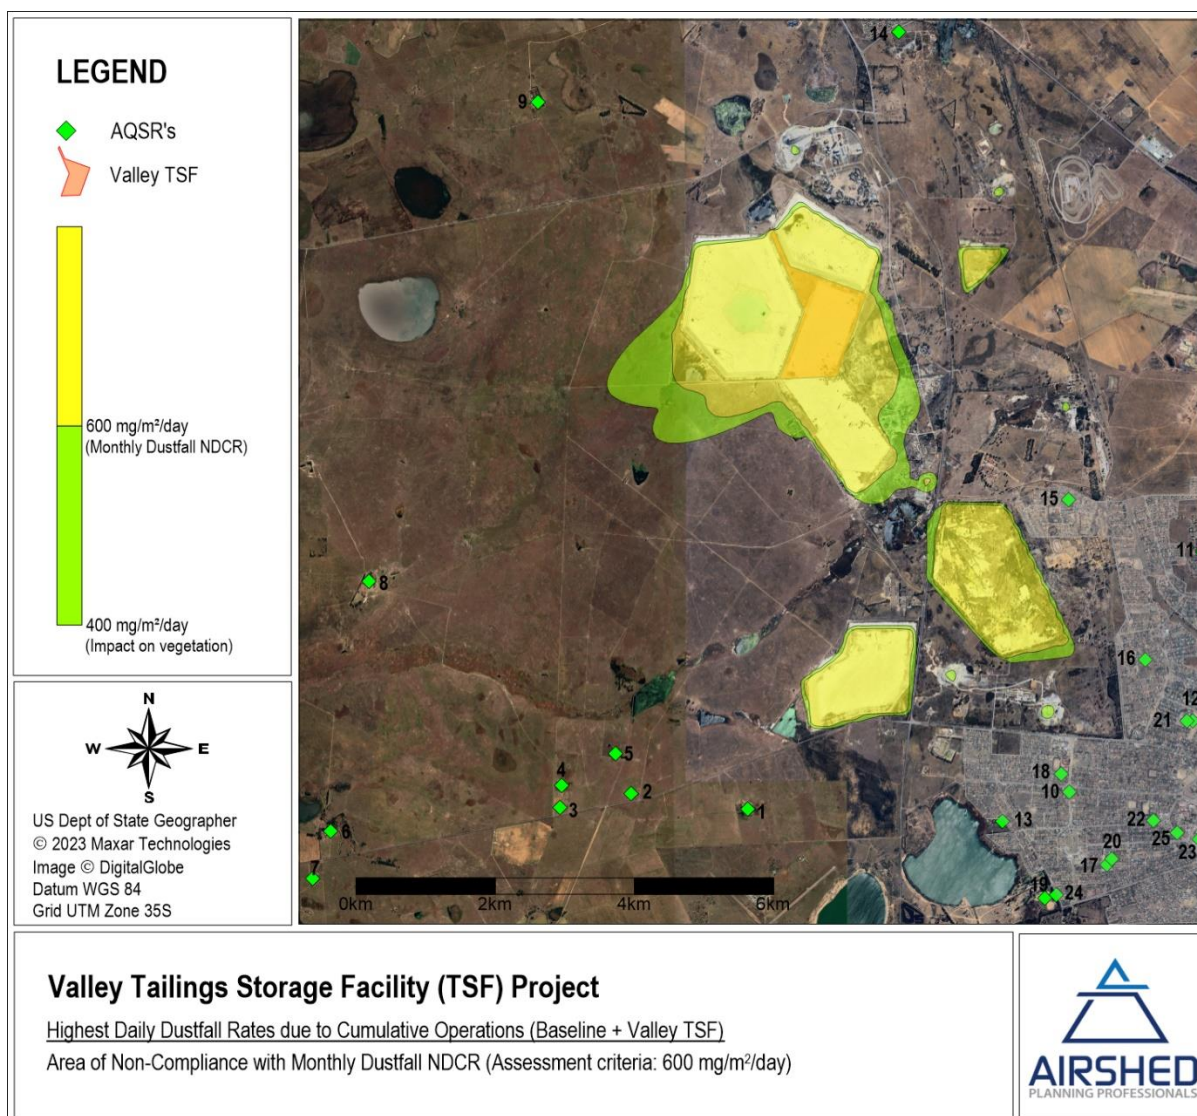 LEGEND
AQSR's
Valley TSF
600 mg/m²/day
(Monthly Dustfall NDCR)
400 mg/m²/day
(Impact on vegetation)
N
W
E
S
US Dept of State Geographer
© 2023 Maxar Technologies
Image © DigitalGlobe
Datum WGS 84
Grid UTM Zone 35S
14
9
15
11
8
16
12
21
5
4
2
3
1
18
10
6
13
22
25
23
20
17
7
19
24
0km
2km
4km
6km
Valley Tailings Storage Facility (TSF) Project
Highest Daily Dustfall Rates due to Cumulative Operations (Baseline + Valley TSF)
Area of Non-Compliance with Monthly Dustfall NDCR (Assessment criteria: 600 mg/m²/day)
AIRSHED
PLANNING PROFESSIONALS